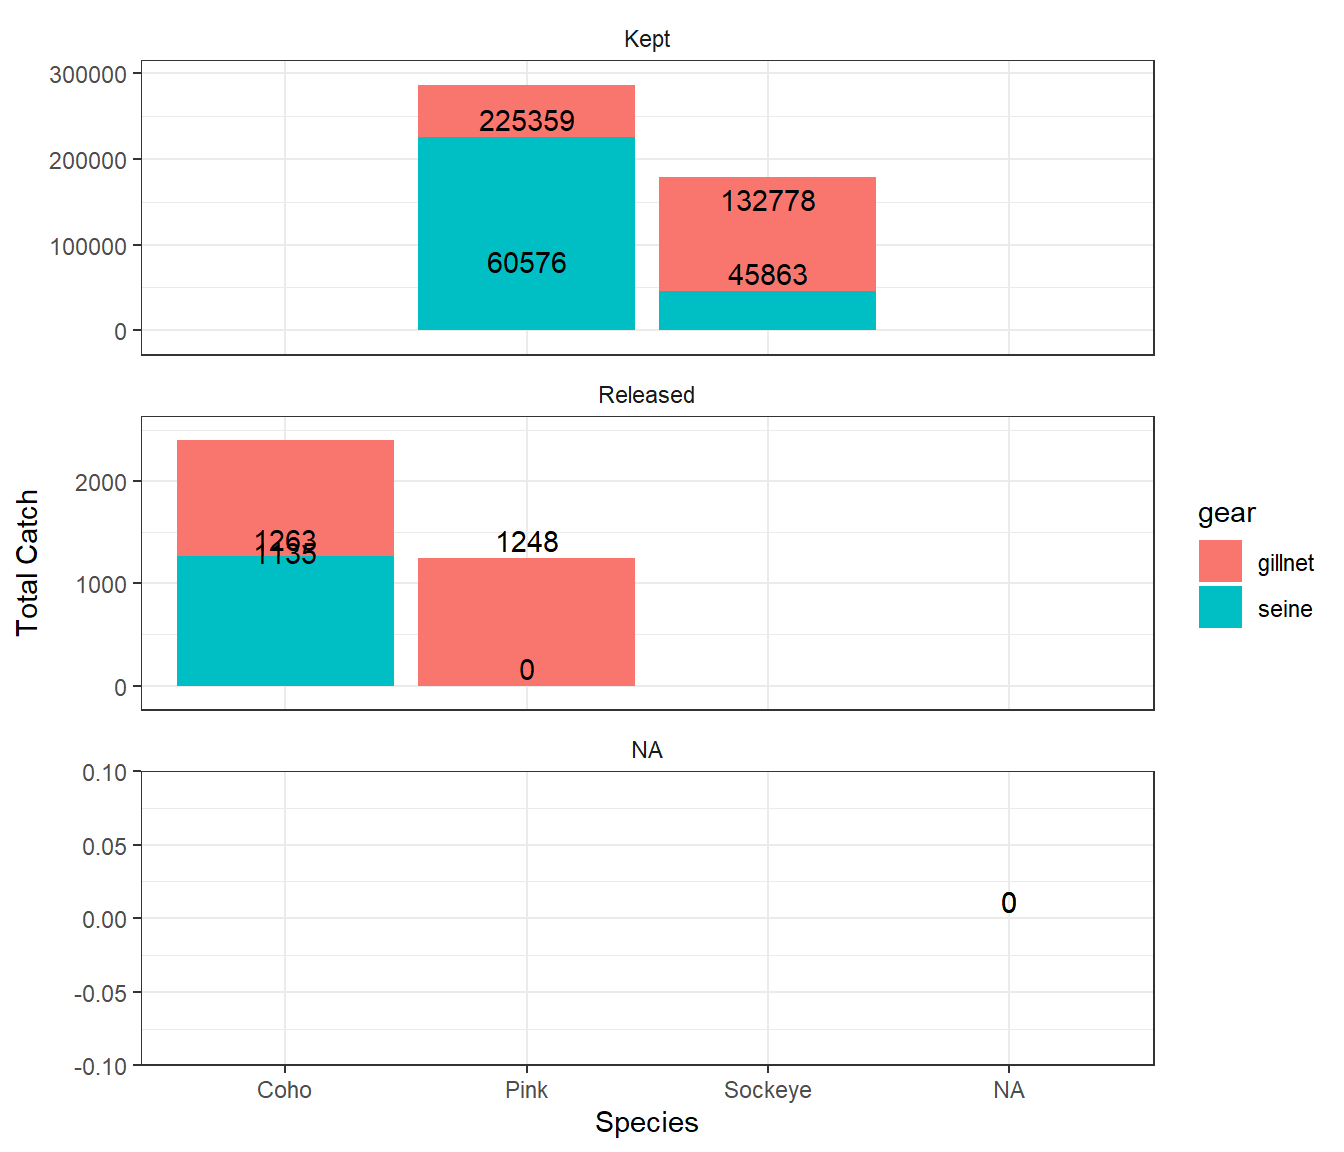 Kept
300000
200000
100000
0
225359
60576
132778
45863
Released
2000
1000
0
1263
1135
1248
0
NA
0.10
0.05
0.00
-0.05
-0.10
0
Coho Pink Sockeye NA
Species
Total Catch
gear
gillnet
seine